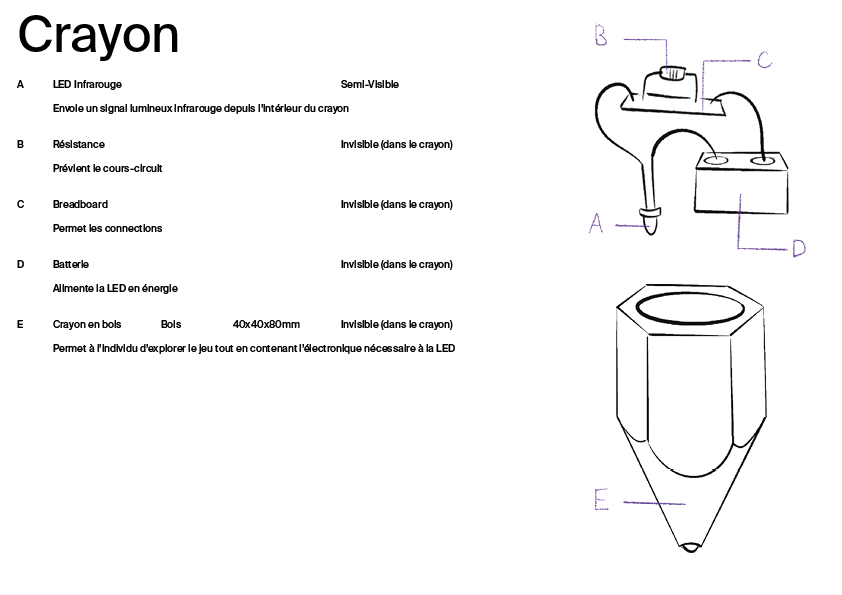 Crayon
A LED Infrarouge Semi-Visible
Envoie un signal lumineux infrarouge depuis l'intérieur du crayon
B Résistance Invisible (dans le crayon)
Prévient le cours-circuit
C Breadboard Invisible (dans le crayon)
Permet les connections
D Batterie Invisible (dans le crayon)
Alimente la LED en énergie
E Crayon en bois Bois 40x40x80mm Invisible (dans le crayon)
Permet à l'individu d'explorer le jeu tout en contenant l'électronique nécessaire à la LED
B
C
A
D
E